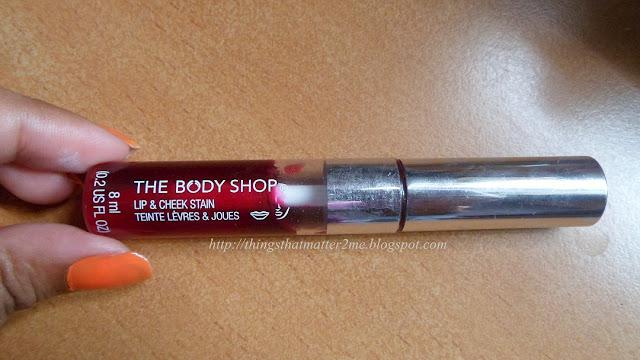 THE BODY SHOP
LIP & CHEEK STAIN
TEINTE LÈVRES & JOUES
8 ml
(0.2 US FL. OZ)
http://thingsthatmatter2me.blogspot.com